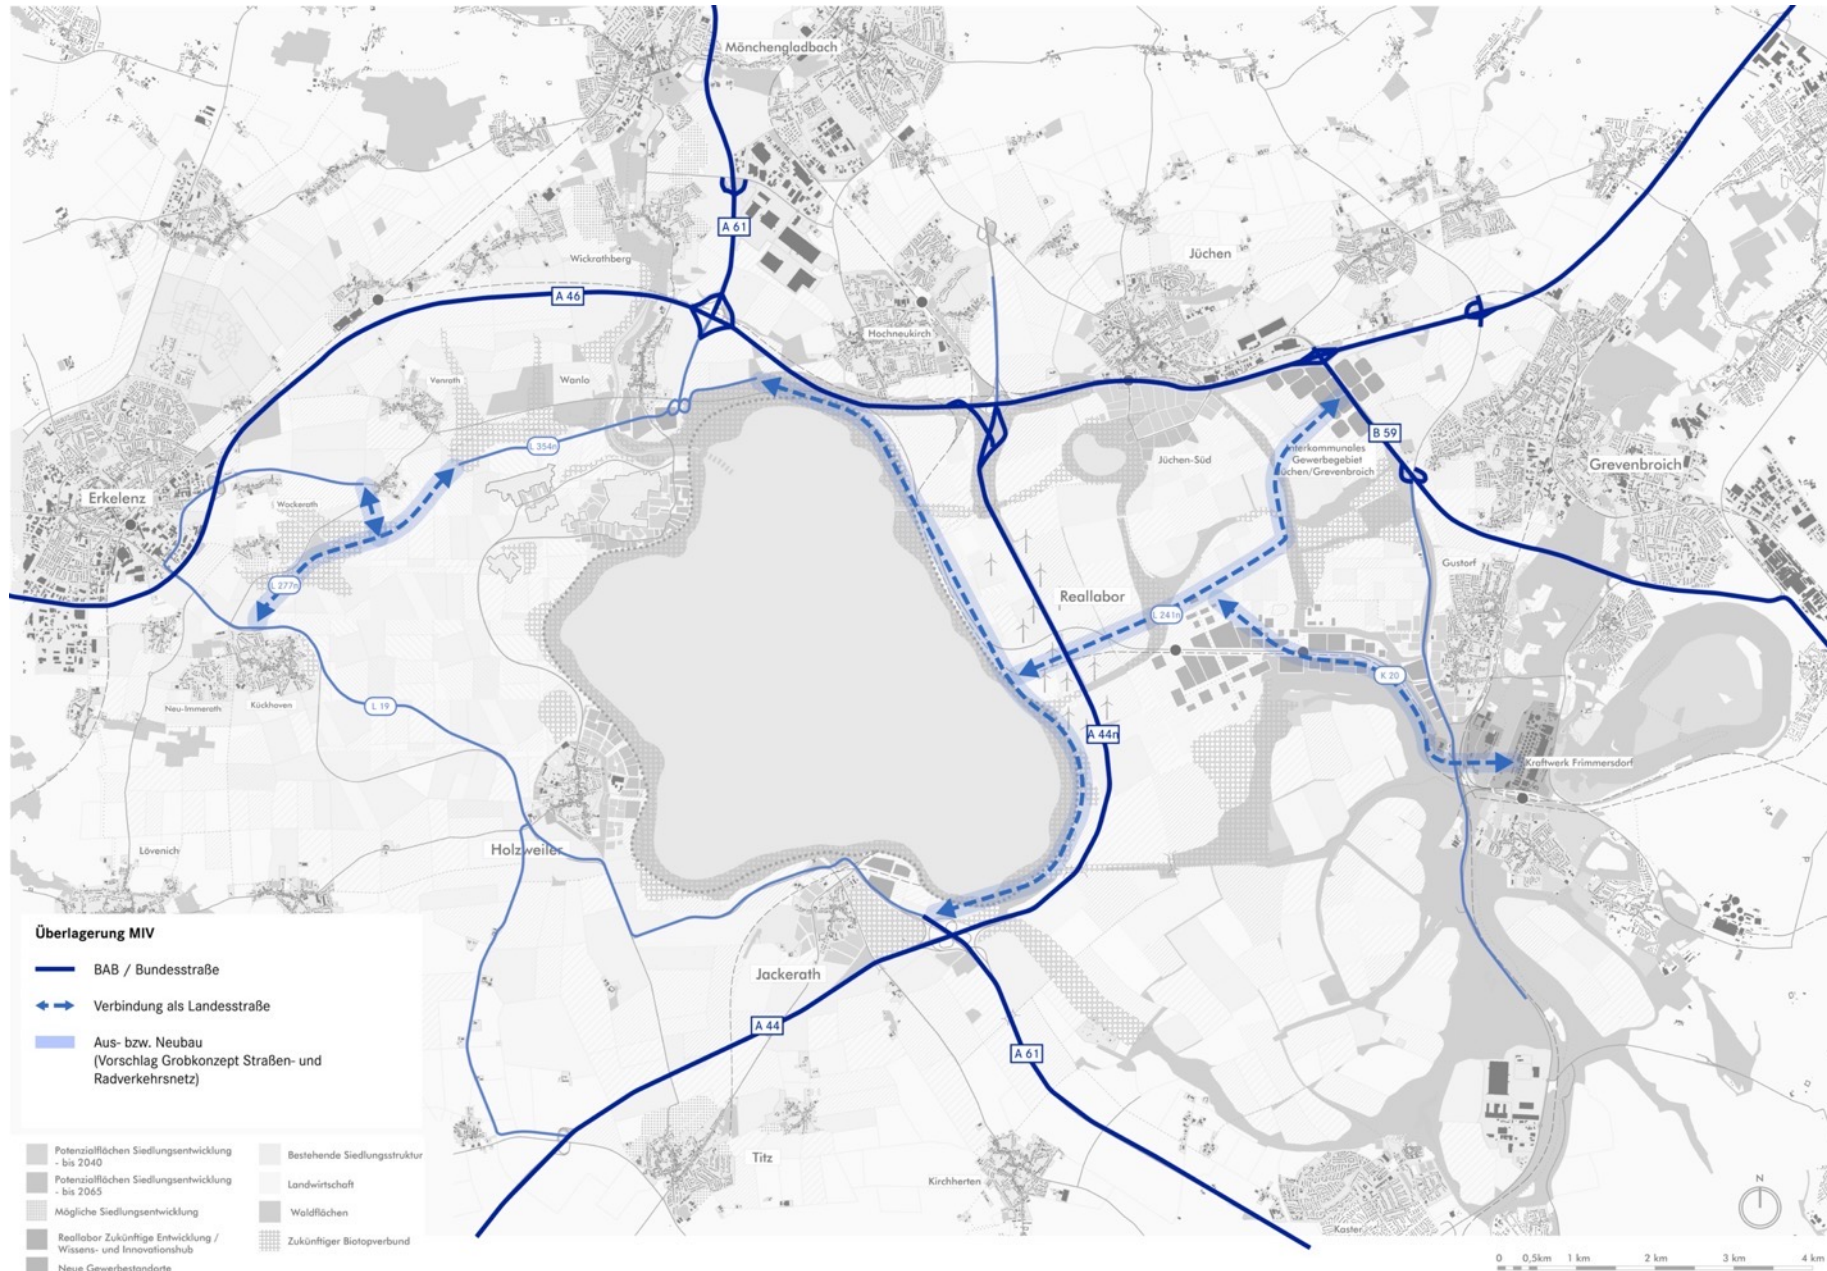 Mönchengladbach
A 61
Jüchen
Wickrathberg
A 46
Hochneukirch
Venrath
Wanlo
L 354n
B 59
Interkommunales
Gewerbegebiet
Jüchen/Grevenbroich
Jüchen-Süd
Grevenbroich
Erkelenz
Wockerath
Gustorf
L 277n
Reallabor
L 241n
K 20
Neu-Immerath
Kückhoven
L 19
A 44n
Kraftwerk Frimmersdorf
Lövenich
Holzweiler
Jackerath
A 44
A 61
Titz
Kirchherten
Kaster
Überlagerung MIV
BAB / Bundesstraße
Verbindung als Landesstraße
Aus- bzw. Neubau
(Vorschlag Grobkonzept Straßen- und
Radverkehrsnetz)
Potenzialflächen Siedlungsentwicklung
- bis 2040
Potenzialflächen Siedlungsentwicklung
- bis 2065
Mögliche Siedlungsentwicklung
Reallabor Zukünftige Entwicklung /
Wissens- und Innovationshub
Neue Gewerbestandorte
Bestehende Siedlungsstruktur
Landwirtschaft
Waldflächen
Zukünftiger Biotopverbund
N
0 0,5km 1 km 2 km 3 km 4 km